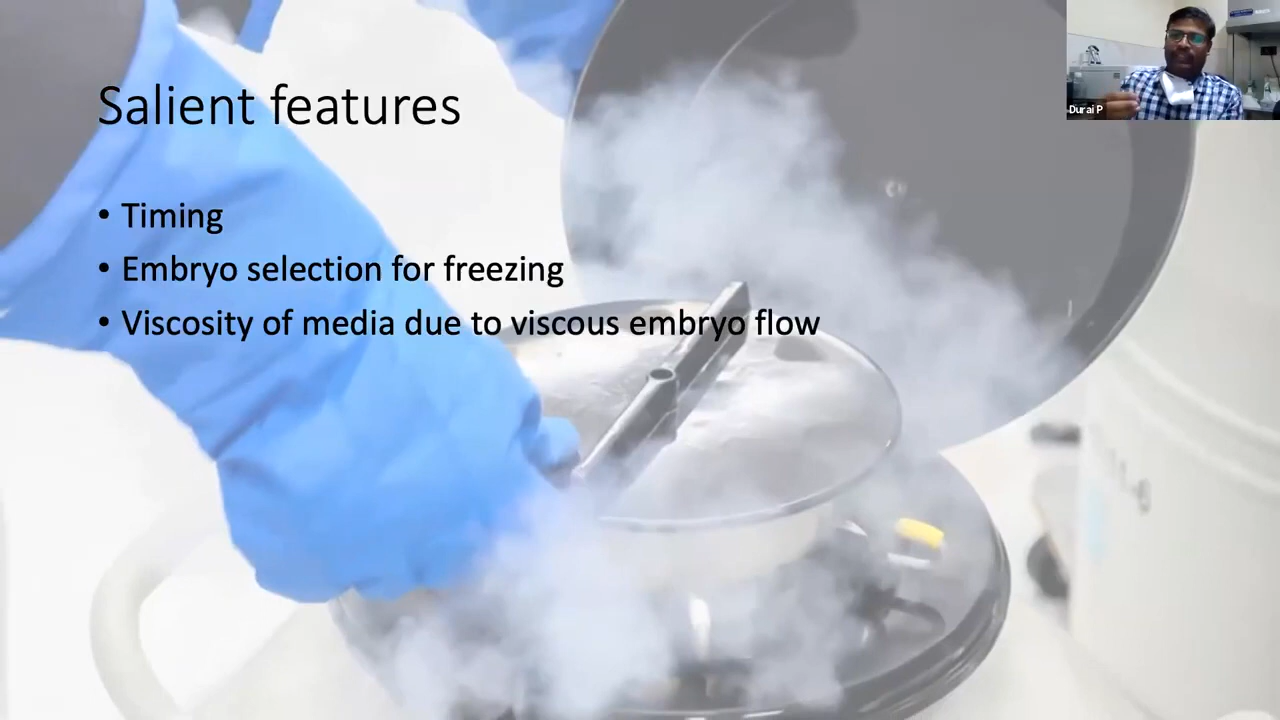 Salient features
• Timing
• Embryo selection for freezing
• Viscosity of media due to viscous embryo flow
Durai P